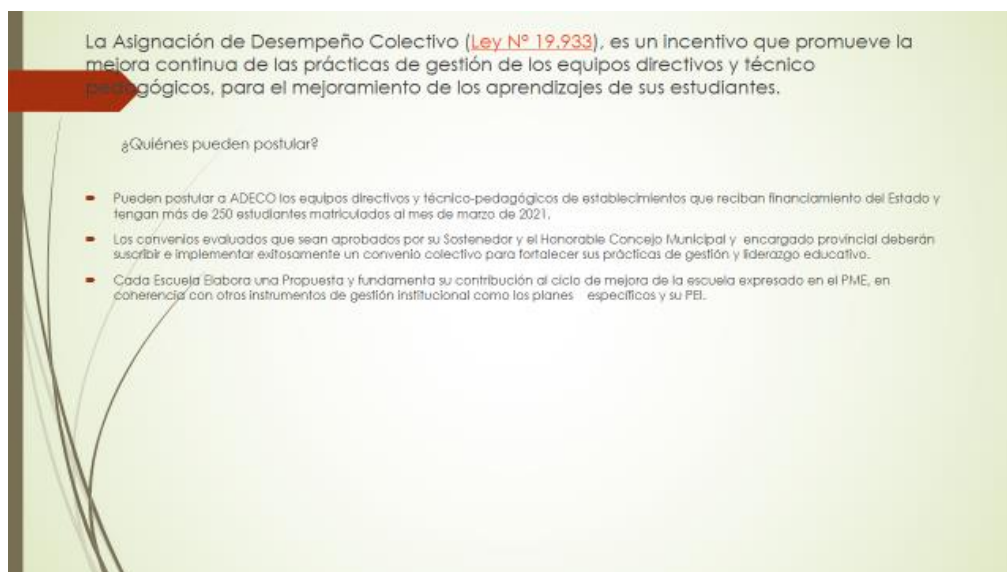 La Asignación de Desempeño Colectivo (Ley Nº 19.933), es un incentivo que promueve la
mejora continua de las prácticas de gestión de los equipos directivos y técnico
pedagógicos, para el mejoramiento de los aprendizajes de sus estudiantes.
¿Quiénes pueden postular?
Pueden postular a ADECO los equipos directivos y técnico-pedagógicos de establecimientos que reciban financiamiento del Estado y
tengan más de 250 estudiantes matriculados al mes de marzo de 2021.
Los convenios evaluados que sean aprobados por su Sostenedor y el Honorable Concejo Municipal y encargado provincial deberán
suscribir e implementar exitosamente un convenio colectivo para fortalecer sus prácticas de gestión y liderazgo educativo.
Cada Escuela Elabora una Propuesta y fundamenta su contribución al ciclo de mejora de la escuela expresado en el PME, en
coherencia con otros instrumentos de gestión institucional como los planes específicos y su PEI.